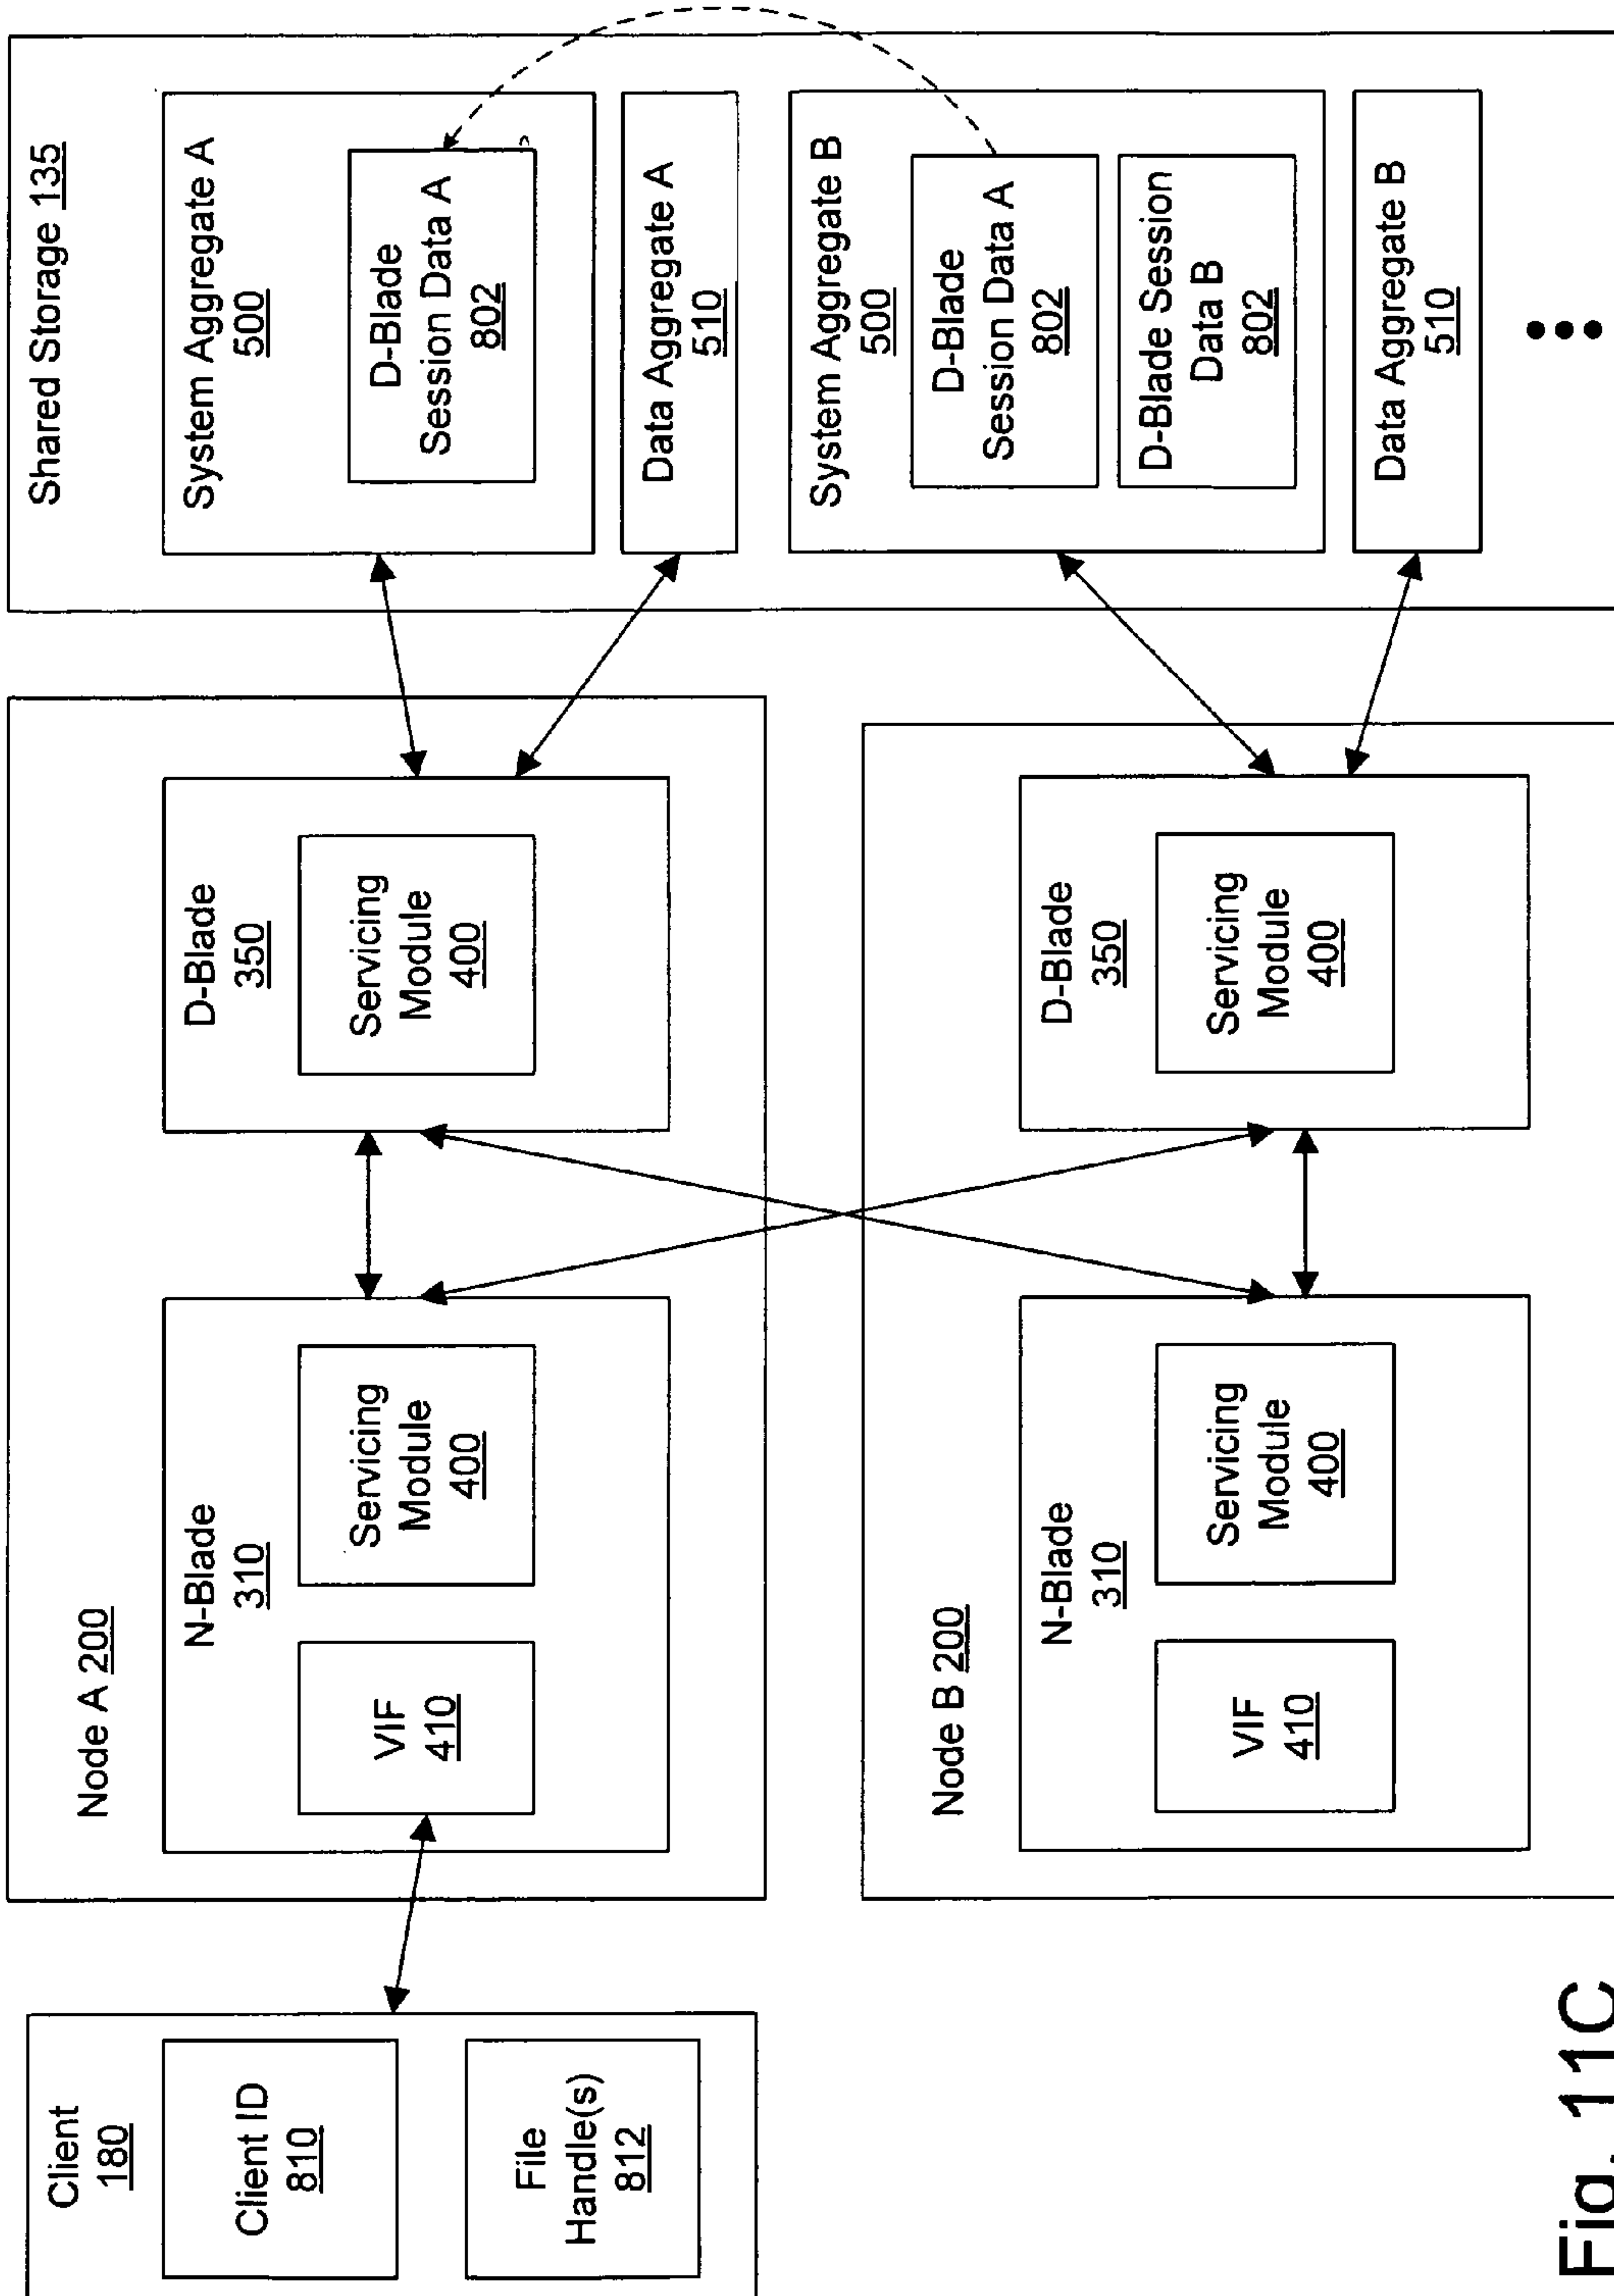 Client
180
Client ID
810
File
Handle(s)
812
Node A 200
N-Blade
310
VIF
410
Servicing
Module
400
D-Blade
350
Servicing
Module
400
Node B 200
N-Blade
310
VIF
410
Servicing
Module
400
D-Blade
350
Servicing
Module
400
Shared Storage 135
System Aggregate A
500
D-Blade
Session Data A
802
Data Aggregate A
510
System Aggregate B
500
D-Blade
Session Data A
802
D-Blade Session
Data B
802
Data Aggregate B
510
Fig. 11C